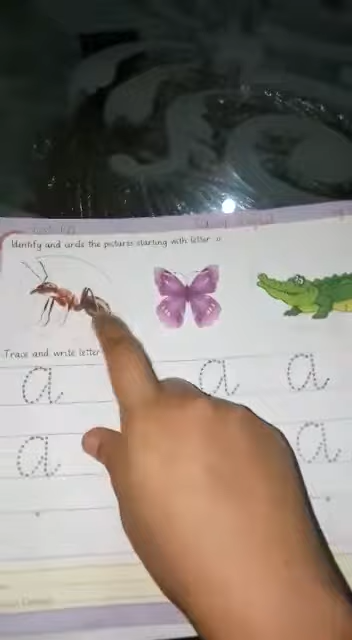 Identify and circle the pictures starting with letter a
Trace and write letter
a a a
a a